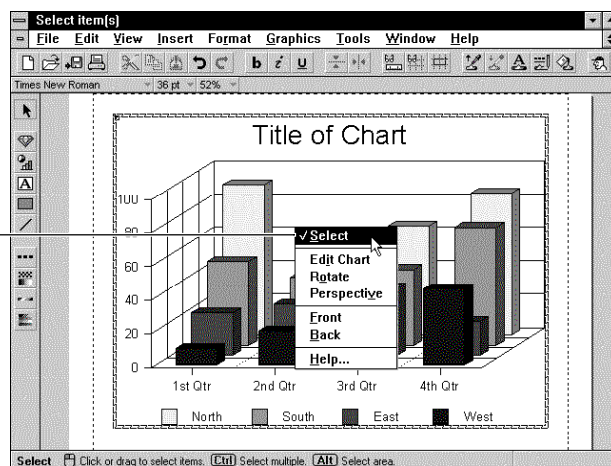 Select item(s)
File Edit View Insert Format Graphics Tools Window Help
b i u
Times New Roman 36 pt 52%
A
Title of Chart
100
80
60
40
20
0
✓ Select
Edit Chart
Rotate
Perspective
Front
Back
Help...
1st Qtr 2nd Qtr 3rd Qtr 4th Qtr
North South East West
Select Click or drag to select items. Ctrl Select multiple. Alt Select area.